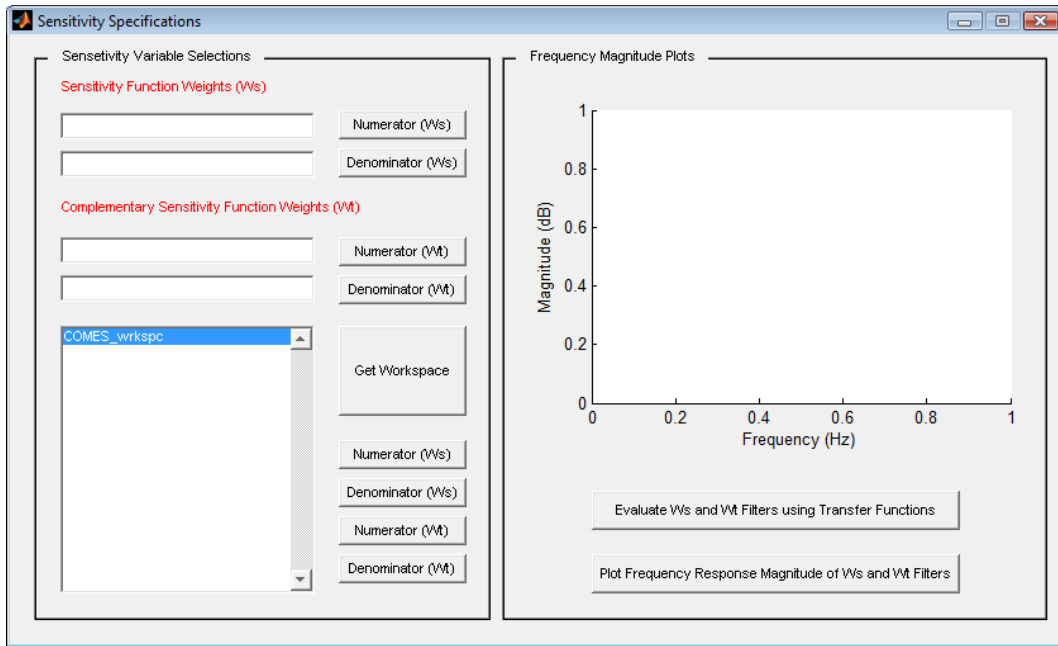 Sensitivity Specifications
Sensetivity Variable Selections
Sensitivity Function Weights (Ws)
Numerator (Ws)
Denominator (Ws)
Complementary Sensitivity Function Weights (Wt)
Numerator (Wt)
Denominator (Wt)
COMES_wrkspc
Get Workspace
Numerator (Ws)
Denominator (Ws)
Numerator (Wt)
Denominator (Wt)
Frequency Magnitude Plots
1
0.8
0.6
0.4
0.2
0
Magnitude (dB)
0 0.2 0.4 0.6 0.8 1
Frequency (Hz)
Evaluate Ws and Wt Filters using Transfer Functions
Plot Frequency Response Magnitude of Ws and Wt Filters